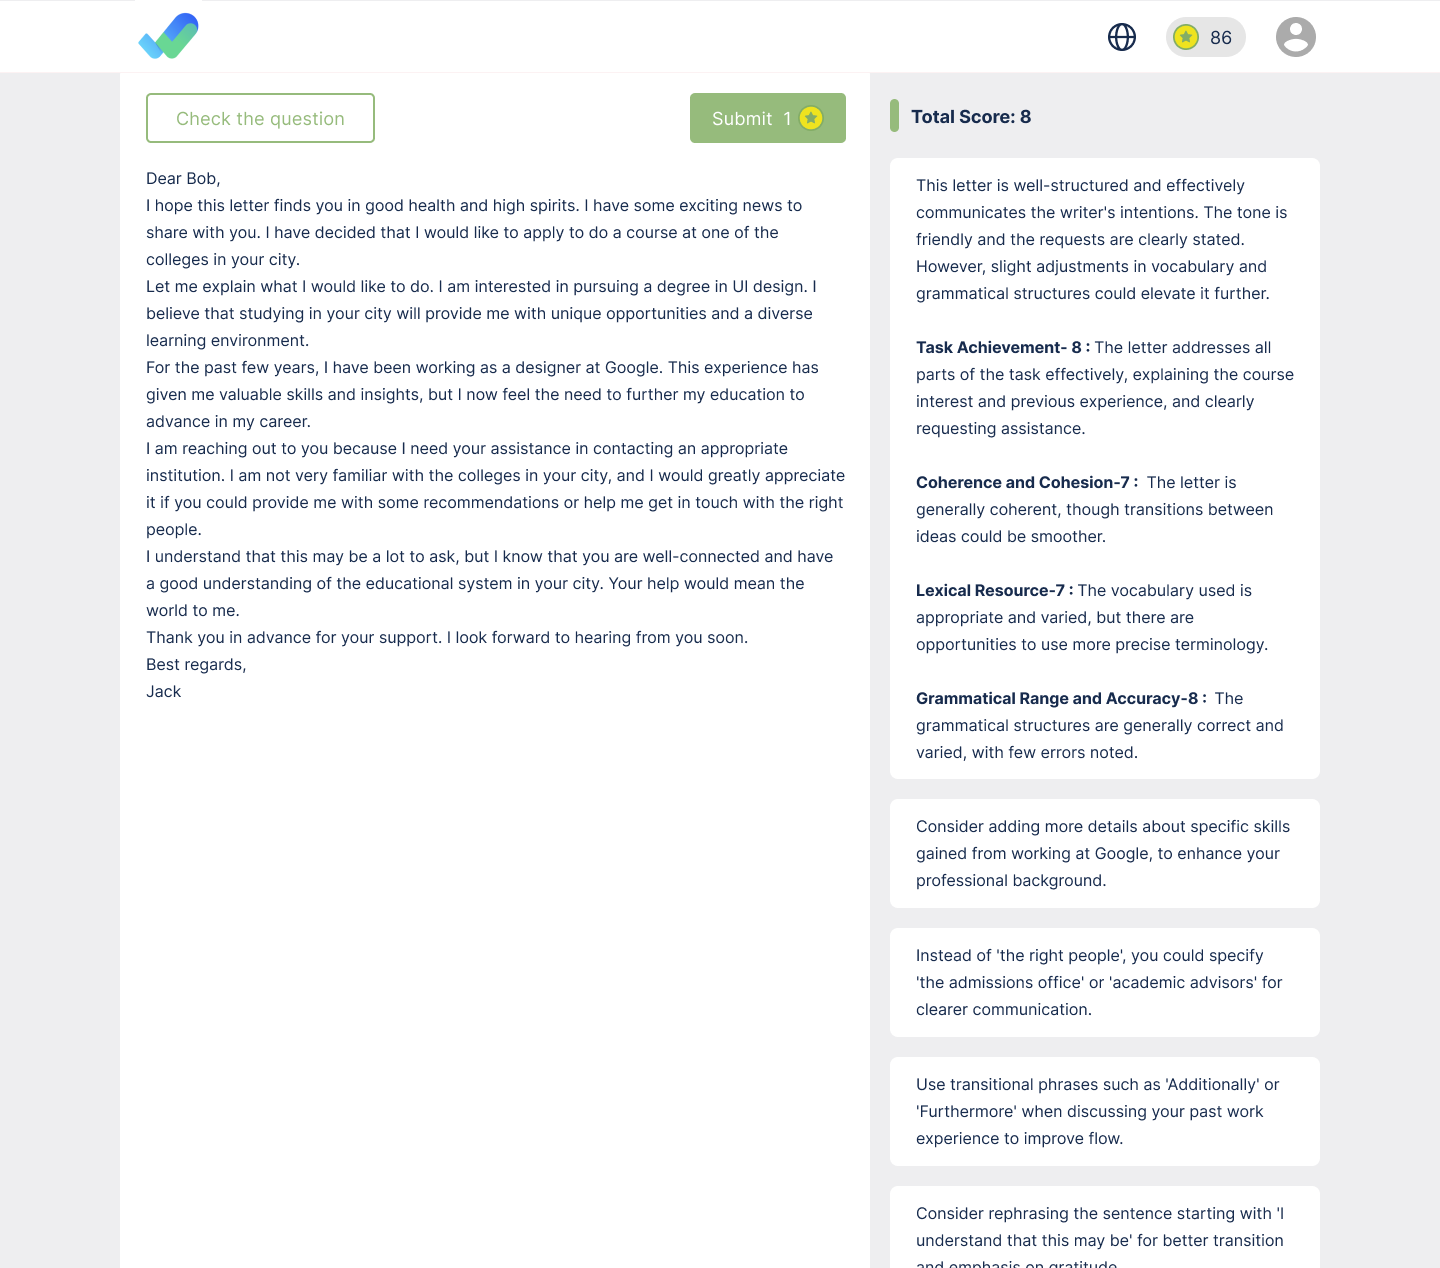 86
Check the question
Submit 1
Dear Bob,
I hope this letter finds you in good health and high spirits. I have some exciting news to
share with you. I have decided that I would like to apply to do a course at one of the
colleges in your city.
Let me explain what I would like to do. I am interested in pursuing a degree in UI design. I
believe that studying in your city will provide me with unique opportunities and a diverse
learning environment.
For the past few years, I have been working as a designer at Google. This experience has
given me valuable skills and insights, but I now feel the need to further my education to
advance in my career.
I am reaching out to you because I need your assistance in contacting an appropriate
institution. I am not very familiar with the colleges in your city, and I would greatly appreciate
it if you could provide me with some recommendations or help me get in touch with the right
people.
I understand that this may be a lot to ask, but I know that you are well-connected and have
a good understanding of the educational system in your city. Your help would mean the
world to me.
Thank you in advance for your support. I look forward to hearing from you soon.
Best regards,
Jack
Total Score: 8
This letter is well-structured and effectively
communicates the writer's intentions. The tone is
friendly and the requests are clearly stated.
However, slight adjustments in vocabulary and
grammatical structures could elevate it further.
Task Achievement- 8 : The letter addresses all
parts of the task effectively, explaining the course
interest and previous experience, and clearly
requesting assistance.
Coherence and Cohesion-7 : The letter is
generally coherent, though transitions between
ideas could be smoother.
Lexical Resource-7 : The vocabulary used is
appropriate and varied, but there are
opportunities to use more precise terminology.
Grammatical Range and Accuracy-8 : The
grammatical structures are generally correct and
varied, with few errors noted.
Consider adding more details about specific skills
gained from working at Google, to enhance your
professional background.
Instead of 'the right people', you could specify
'the admissions office' or 'academic advisors' for
clearer communication.
Use transitional phrases such as 'Additionally' or
'Furthermore' when discussing your past work
experience to improve flow.
Consider rephrasing the sentence starting with 'I
understand that this may be' for better transition
and emphasis on gratitude.